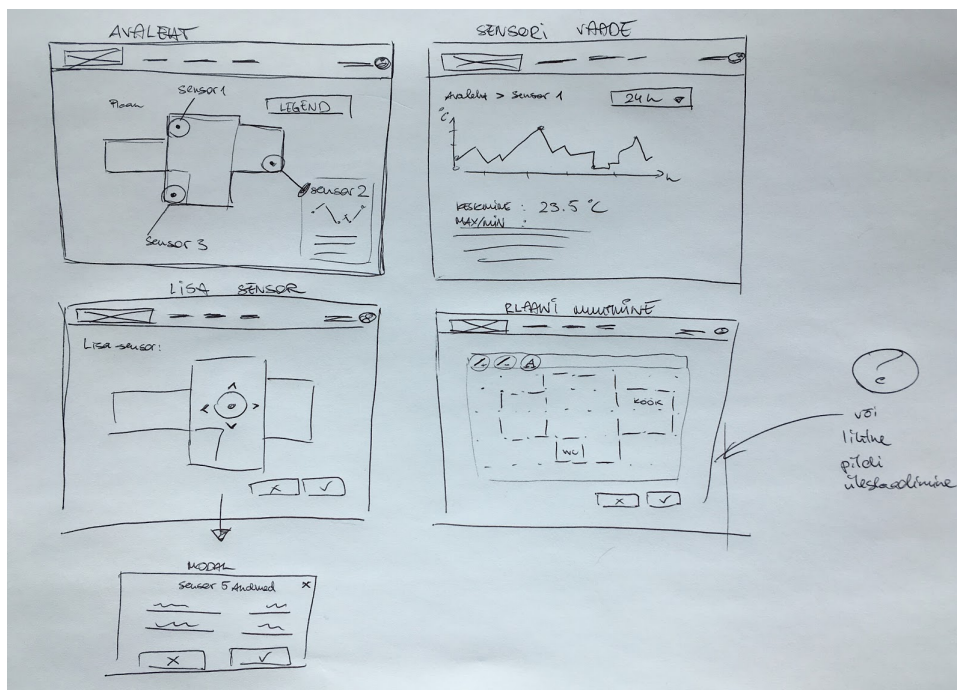 AVALEHT
Plaan
sensor 1
LEGEND
sensor 2
Sensor 3
SENSORI VAADE
Avaleht > Sensor 1
24h
°C
h
KESKMINE : 23.5 °C
MAX/MIN :
LISA SENSOR
Lisa sensor:
MODAL
Sensor 5 Andmed
X
X
PLAANI MUUTMINE
A
KÖÖK
WC
X
?
või
lihtne
pildi
üleslaadimine